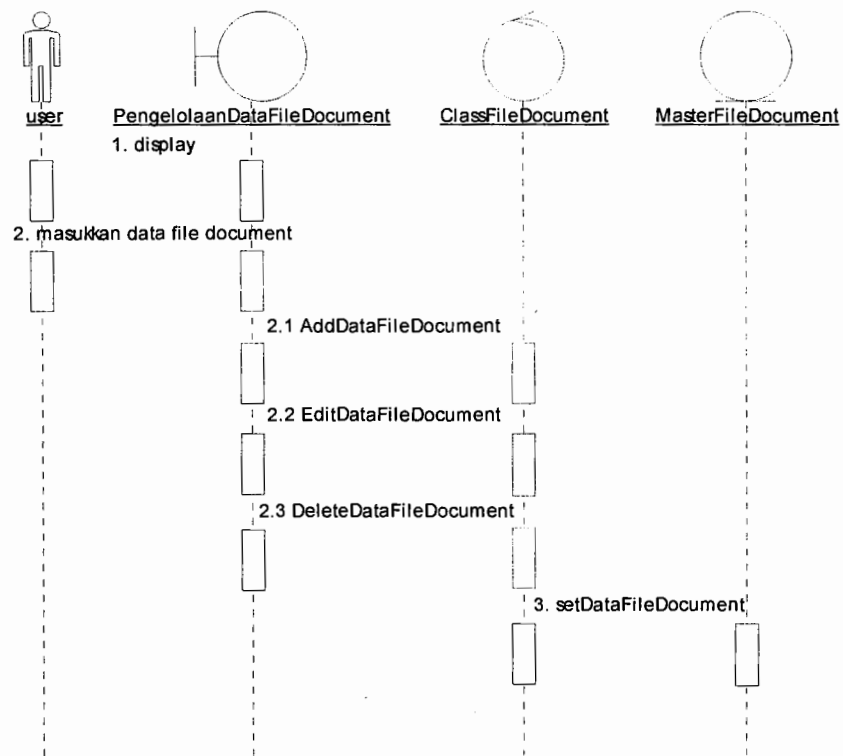 user
PengelolaanDataFileDocument
ClassFileDocument
MasterFileDocument
1. display
2. masukkan data file document
2.1 AddDataFileDocument
2.2 EditDataFileDocument
2.3 DeleteDataFileDocument
3. setDataFileDocument